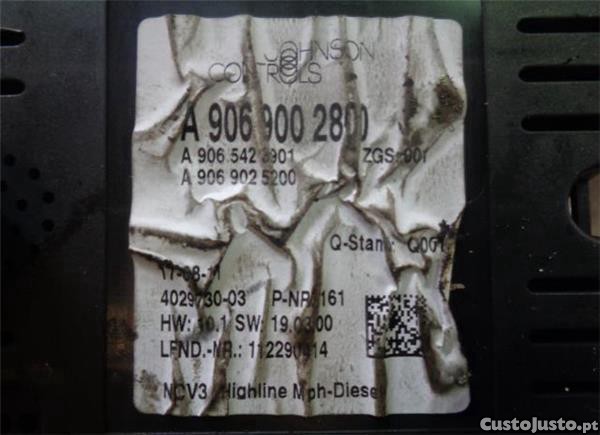 JOHNSON
CONTROLS
A 906 900 2800
A 906 542 3901 ZGS: 001
A 906 902 5200
Q-Stand: Q001
17-08-11
4029730-03 P-NR: 161
HW: 10.1 SW: 19.03.00
LFND.-NR.: 112290414
NCV3 Highline Mph-Diesel
CustoJusto.pt